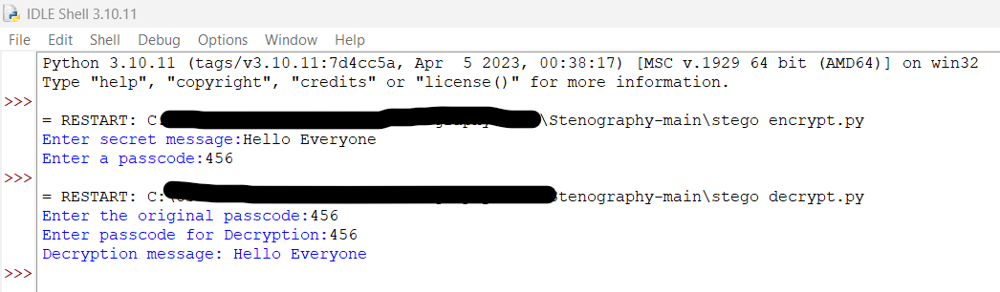 IDLE Shell 3.10.11
File Edit Shell Debug Options Window Help
Python 3.10.11 (tags/v3.10.11:7d4cc5a, Apr  5 2023, 00:38:17) [MSC v.1929 64 bit (AMD64)] on win32
Type "help", "copyright", "credits" or "license()" for more information.
>>>
= RESTART: C: \Stenography-main\stego encrypt.py
Enter secret message:Hello Everyone
Enter a passcode:456
>>>
= RESTART: C:\ Stenography-main\stego decrypt.py
Enter the original passcode:456
Enter passcode for Decryption:456
Decryption message: Hello Everyone
>>>